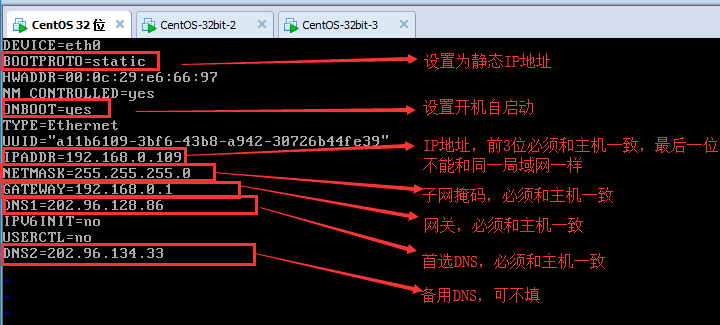 CentOS 32 位 CentOS-32bit-2 CentOS-32bit-3
DEVICE=eth0
BOOTPROTO=static 设置为静态IP地址
HWADDR=00:0c:29:e6:66:97
NM_CONTROLLED=yes
ONBOOT=yes 设置开机自启动
TYPE=Ethernet
UUID="a11b6109-3bf6-43b8-a942-30726b44fe39"
IPADDR=192.168.0.109 IP地址，前3位必须和主机一致，最后一位
不能和同一局域网一样
NETMASK=255.255.255.0 子网掩码，必须和主机一致
GATEWAY=192.168.0.1 网关，必须和主机一致
DNS1=202.96.128.86 首选DNS，必须和主机一致
IPV6INIT=no
USERCTL=no
DNS2=202.96.134.33 备用DNS，可不填
~
~
~